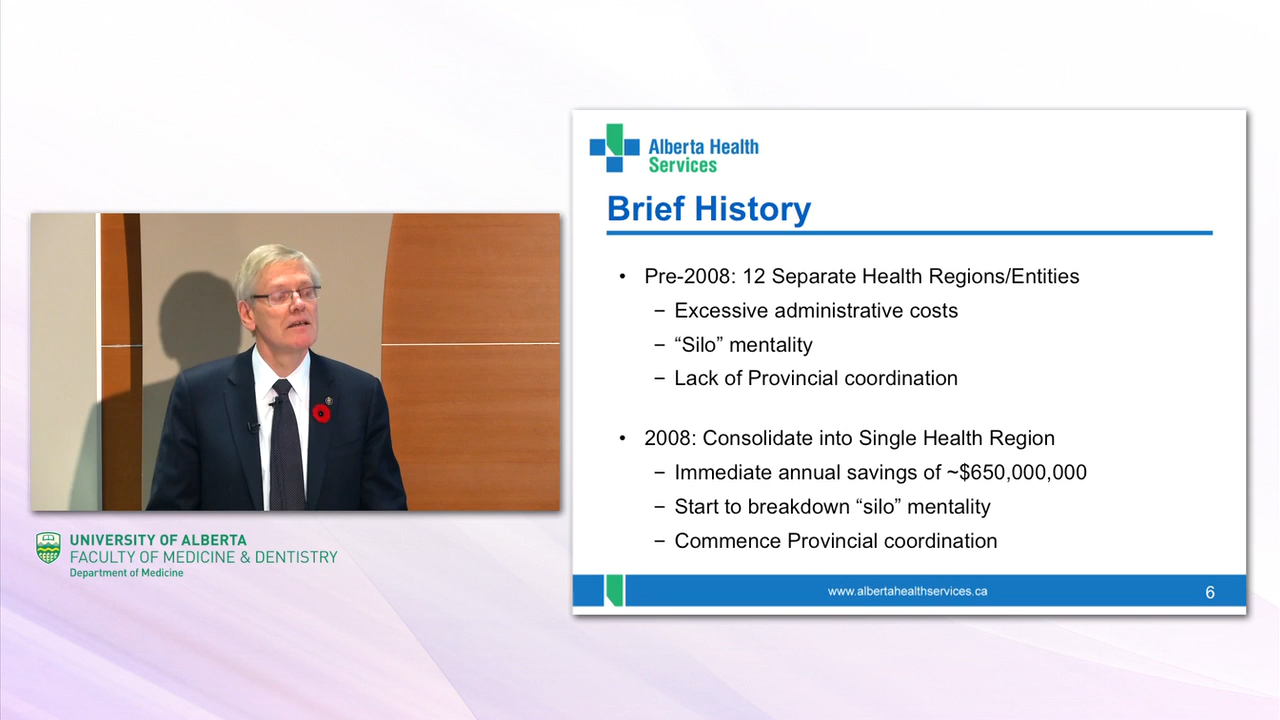 UNIVERSITY OF ALBERTA
FACULTY OF MEDICINE & DENTISTRY
Department of Medicine
Alberta Health
Services
Brief History
• Pre-2008: 12 Separate Health Regions/Entities
– Excessive administrative costs
– “Silo” mentality
– Lack of Provincial coordination
• 2008: Consolidate into Single Health Region
– Immediate annual savings of ~$650,000,000
– Start to breakdown “silo” mentality
– Commence Provincial coordination
www.albertahealthservices.ca
6